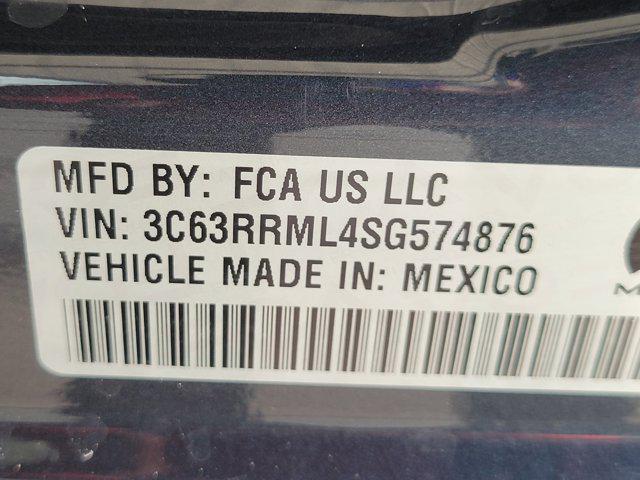 MFD BY: FCA US LLC
VIN: 3C63RRML4SG574876
VEHICLE MADE IN: MEXICO